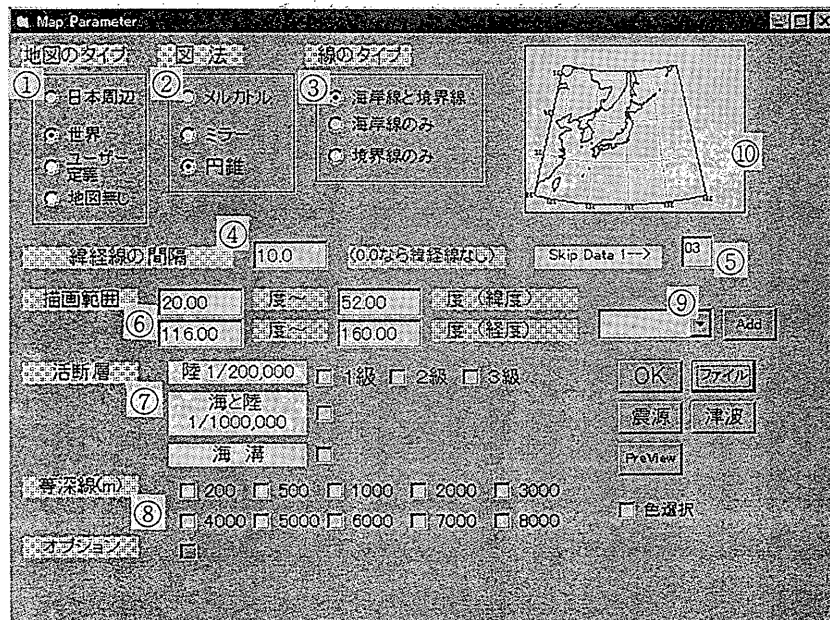 Map Parameter
地図のタイプ 図 法 線のタイプ
① ② ③
日本周辺 メルカトル 海岸線と境界線
世界 ミラー 海岸線のみ
ユーザー定義 円錐 境界線のみ
地図無し
⑩
④
緯経線の間隔 10.0 (0.0なら緯経線なし) Skip Data 1--> 03 ⑤
描画範囲 20.00 度～ 52.00 度 (緯度) ⑨
⑥ 116.00 度～ 160.00 度 (経度) Add
活断層 陸 1/200,000 1級 2級 3級 OK ファイル
⑦ 海と陸
1/1000,000 震源 津波
海 溝 PreView
等深線(m) 200 500 1000 2000 3000 色選択
⑧ 4000 5000 6000 7000 8000
オプション